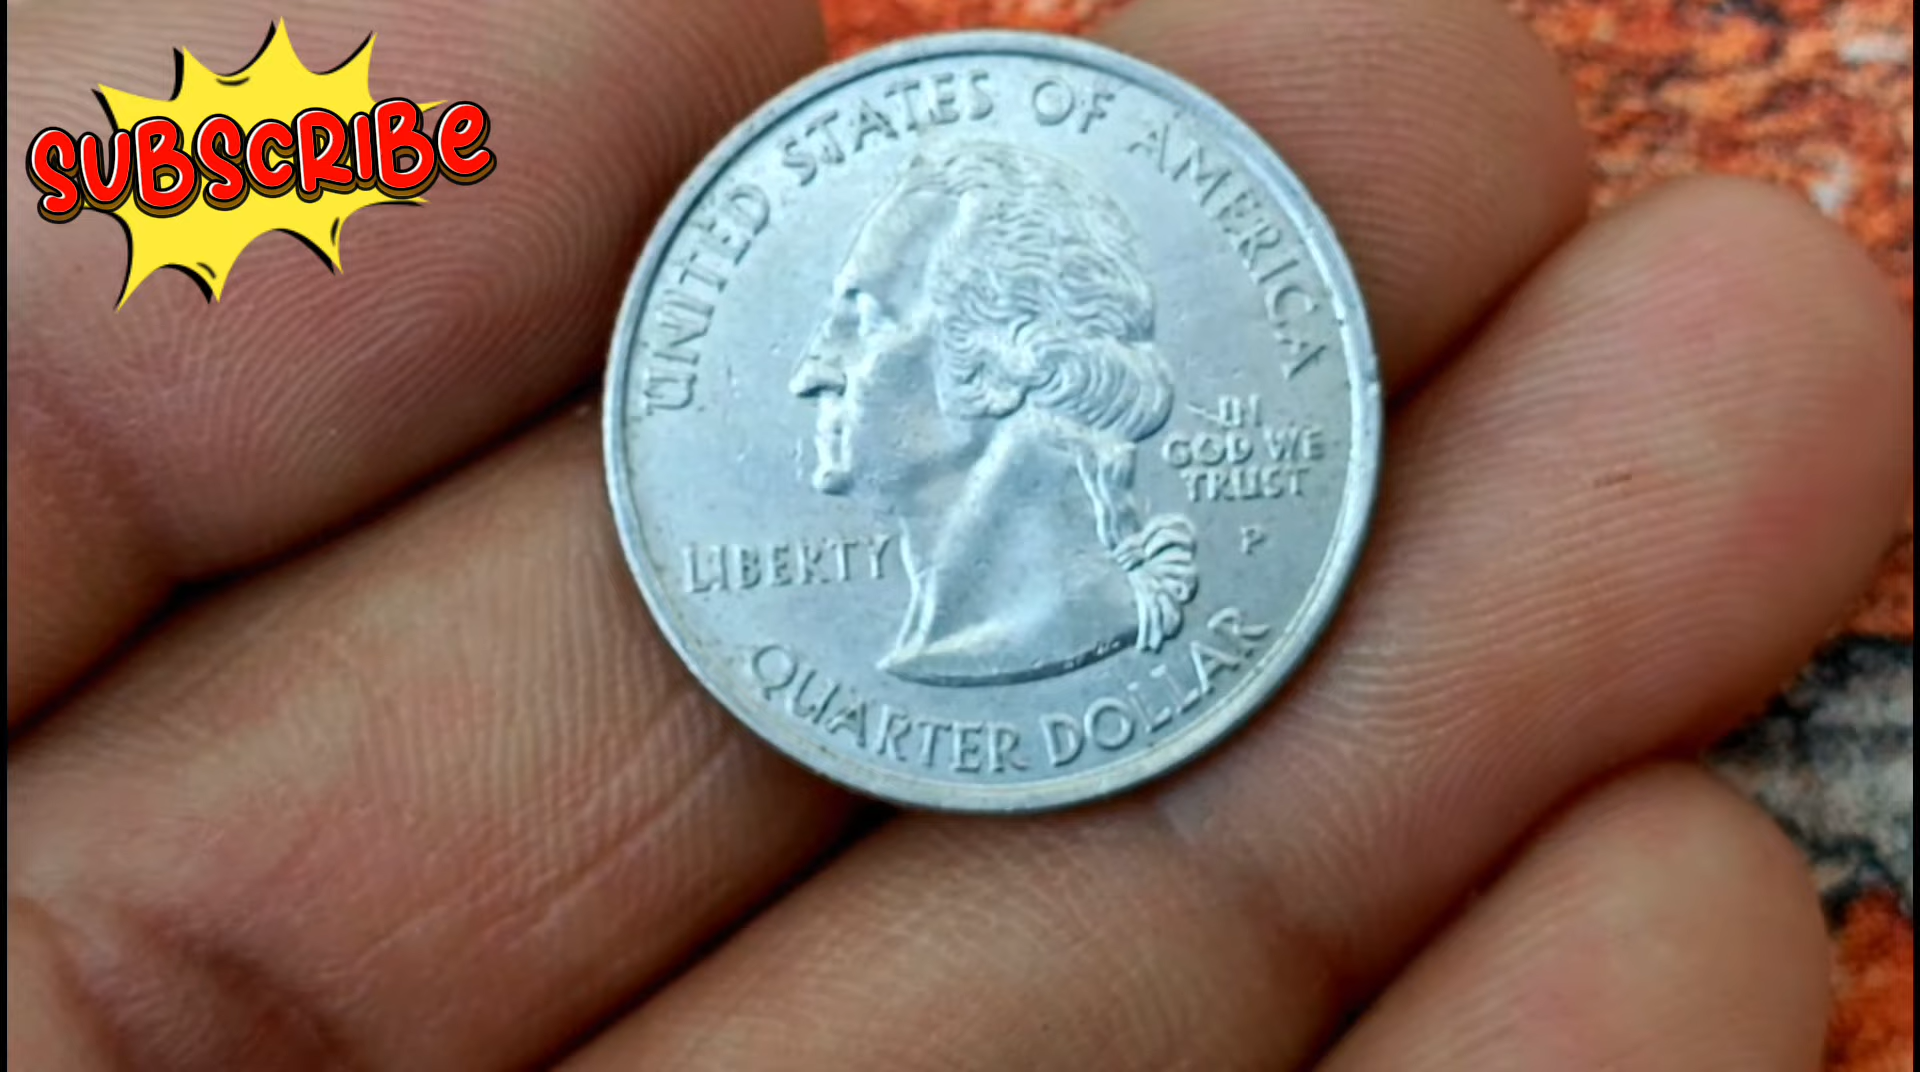 SUBSCRIBE
UNITED STATES OF AMERICA
IN
GOD WE
TRUST
P
LIBERTY
QUARTER DOLLAR